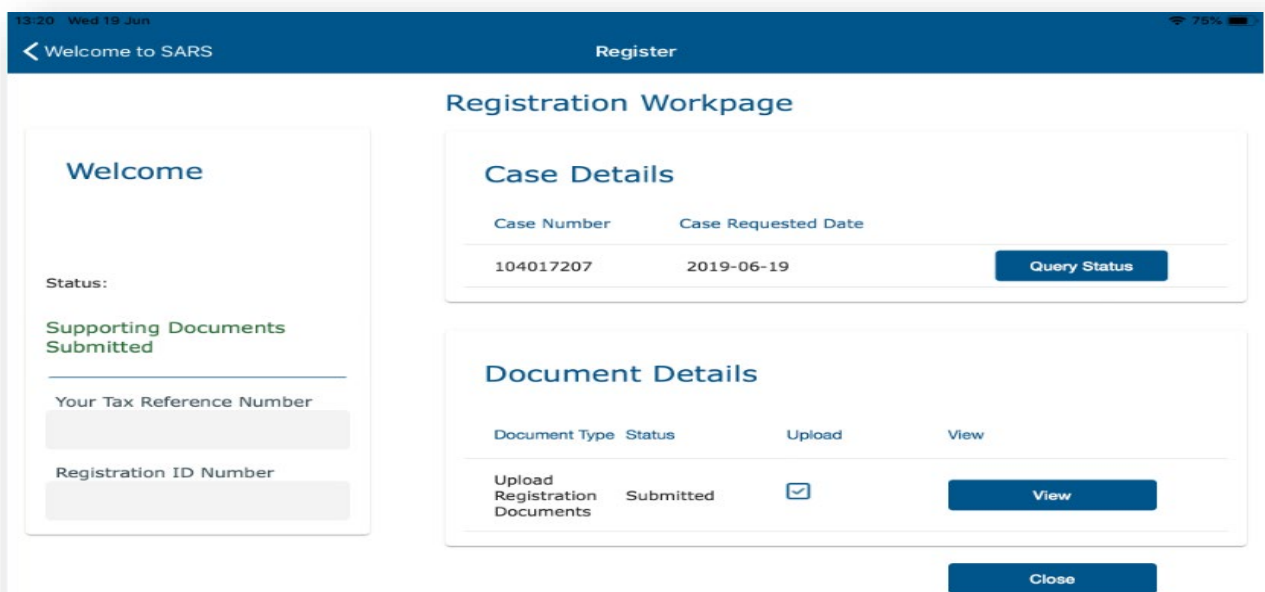 13:20 Wed 19 Jun
75%
Welcome to SARS
Register
Registration Workpage
Welcome
Status:
Supporting Documents
Submitted
Your Tax Reference Number
Registration ID Number
Case Details
Case Number Case Requested Date
104017207 2019-06-19 Query Status
Document Details
Document Type Status Upload View
Upload
Registration
Documents
Submitted
View
Close